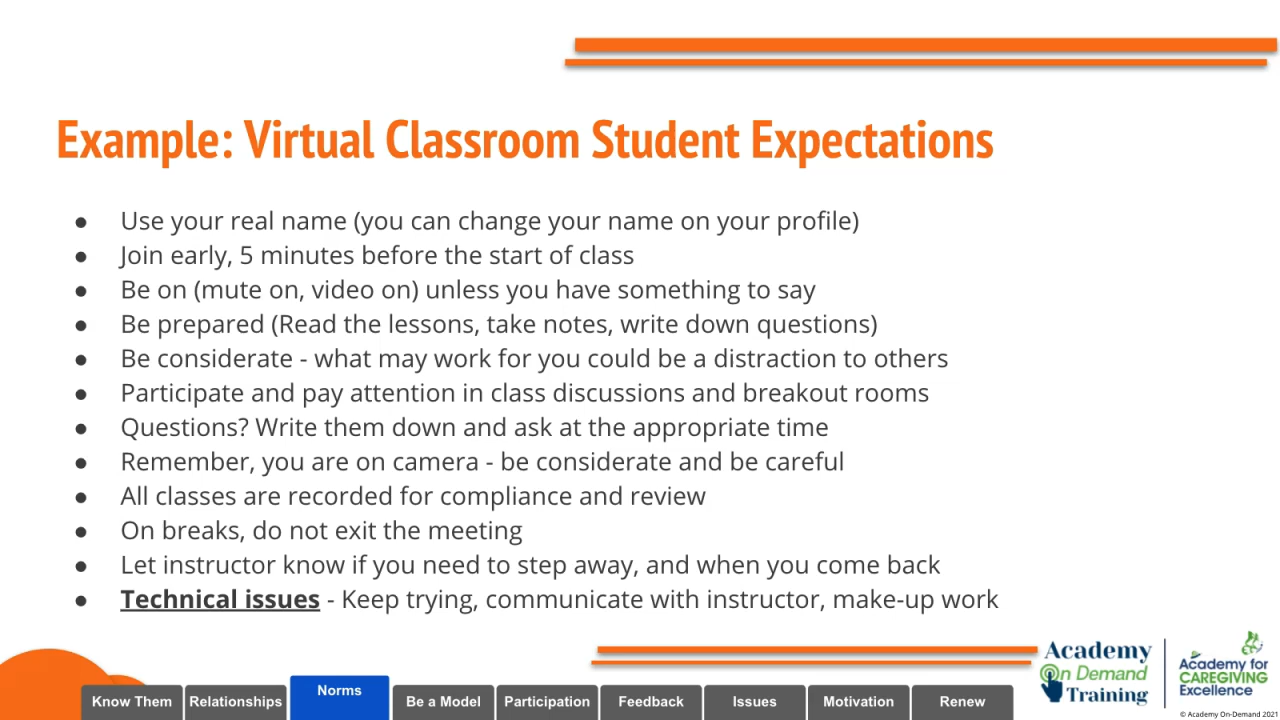 Example: Virtual Classroom Student Expectations
● Use your real name (you can change your name on your profile)
● Join early, 5 minutes before the start of class
● Be on (mute on, video on) unless you have something to say
● Be prepared (Read the lessons, take notes, write down questions)
● Be considerate - what may work for you could be a distraction to others
● Participate and pay attention in class discussions and breakout rooms
● Questions? Write them down and ask at the appropriate time
● Remember, you are on camera - be considerate and be careful
● All classes are recorded for compliance and review
● On breaks, do not exit the meeting
● Let instructor know if you need to step away, and when you come back
● Technical issues - Keep trying, communicate with instructor, make-up work
Know Them
Relationships
Norms
Be a Model
Participation
Feedback
Issues
Motivation
Renew
Academy
On Demand
Training
Academy for
CAREGIVING
Excellence
© Academy On-Demand 2021